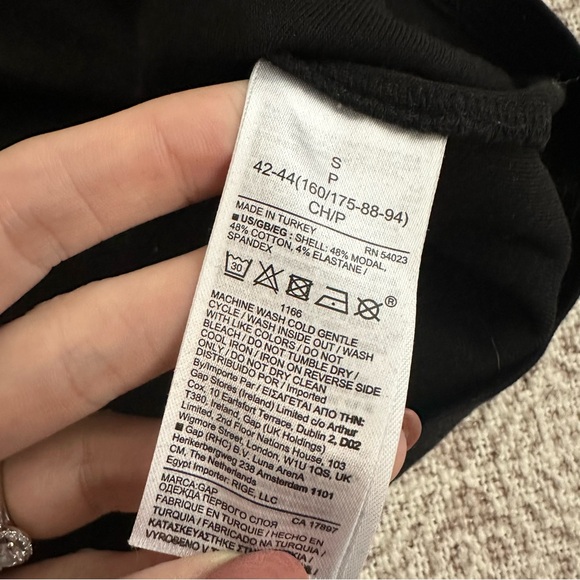 S
P
42-44(160/175-88-94)
CH/P
MADE IN TURKEY RN 54023
■ US/GB/EG : SHELL: 48% MODAL,
48% COTTON, 4% ELASTANE /
SPANDEX
30 ®
1166
MACHINE WASH COLD GENTLE
CYCLE / WASH INSIDE OUT / WASH
WITH LIKE COLORS / DO NOT
BLEACH / DO NOT TUMBLE DRY /
COOL IRON / IRON ON REVERSE SIDE
ONLY / DO NOT DRY CLEAN
DISTRIBUIDO POR / Imported
By/Importe Par / ΕΙΣΑΓΕΤΑΙ ΑΠΟ ΤΗΝ:
Gap Stores (Ireland) Limited c/o Arthur
Cox, 10 Earlsfort Terrace, Dublin 2, D02
T380, Ireland, Gap (UK Holdings)
Limited, 2nd Floor Nations House, 103
Wigmore Street, London, W1U 1QS, UK
■ Gap (RHC) B.V. Luna Arena
Herikerbergweg 238 Amsterdam 1101
CM, The Netherlands
Egypt Importer: RIGE, LLC
MARCA:GAP CA 17897
ОДЕЖДА ПЕРВОГО СЛОЯ
TURQUIA / HECHO EN
TURQUIA / FABRICADO NA TURQUIA /
ΚΑΤΑΣΚΕΥΑΣΤΗΚΕ ΣΤΗΝ
VYROBENO V